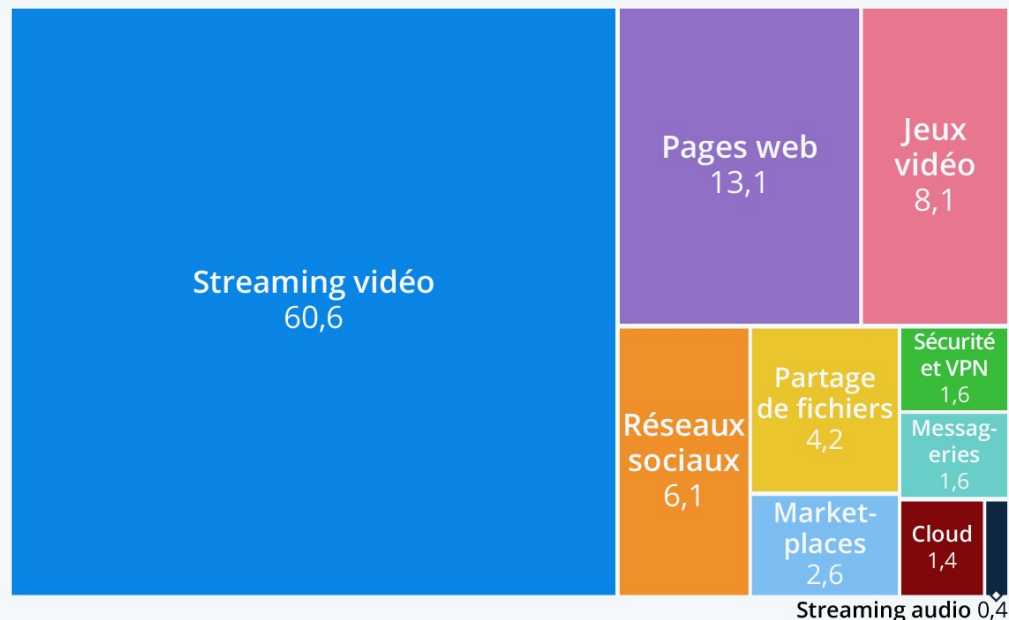 Streaming vidéo
60,6
Pages web
13,1
Jeux
vidéo
8,1
Réseaux
sociaux
6,1
Partage
de fichiers
4,2
Market-
places
2,6
Sécurité
et VPN
1,6
Messag-
eries
1,6
Cloud
1,4
Streaming audio 0,4